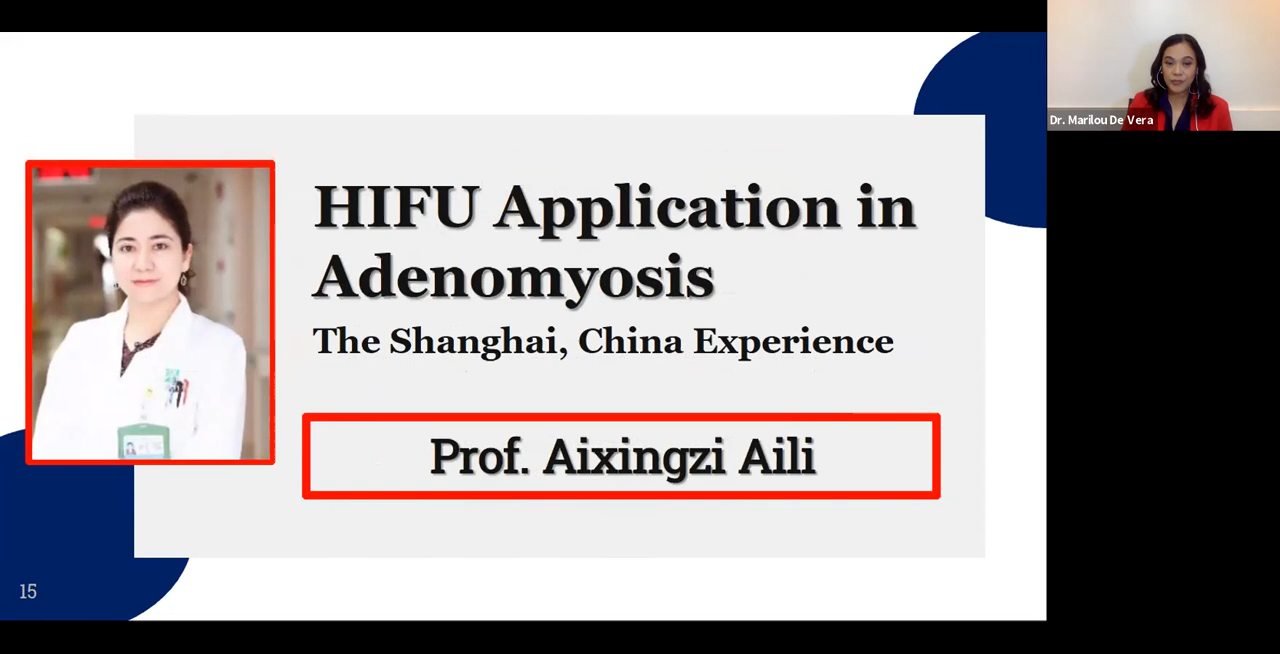 HIFU Application in
Adenomyosis
The Shanghai, China Experience
Prof. Aixingzi Aili
15
Dr. Marilou De Vera